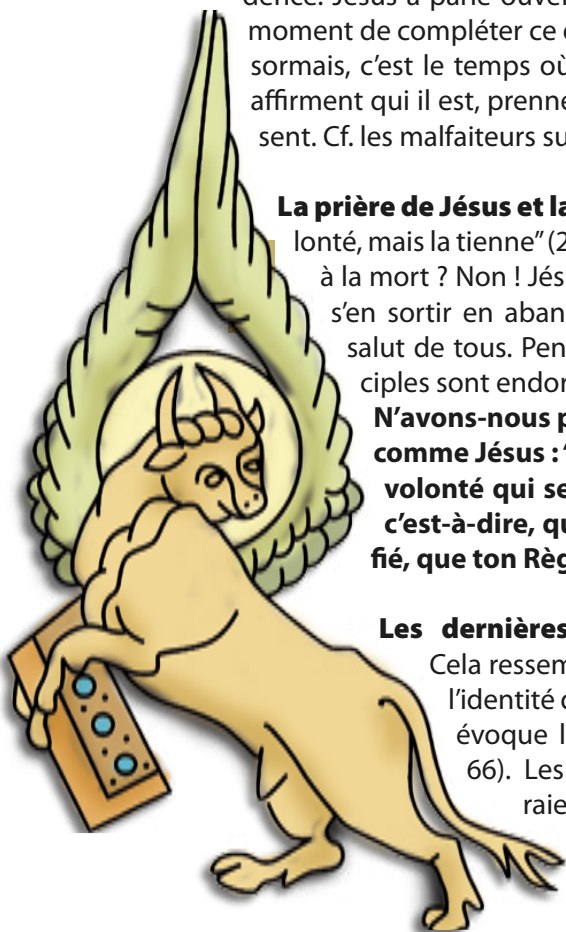 dence. Jésus a parlé ouver
moment de compléter ce
sormais, c’est le temps où
affirment qui il est, prenne
sent. Cf. les malfaiteurs su
La prière de Jésus et la
lonté, mais la tienne” (2
à la mort ? Non ! Jés
s’en sortir en aban
salut de tous. Pen
ciples sont endor
N’avons-nous p
comme Jésus : “
volonté qui se
c’est-à-dire, qu
fié, que ton Règ
Les dernières
Cela ressem
l’identité
évoque l
66). Les
raie